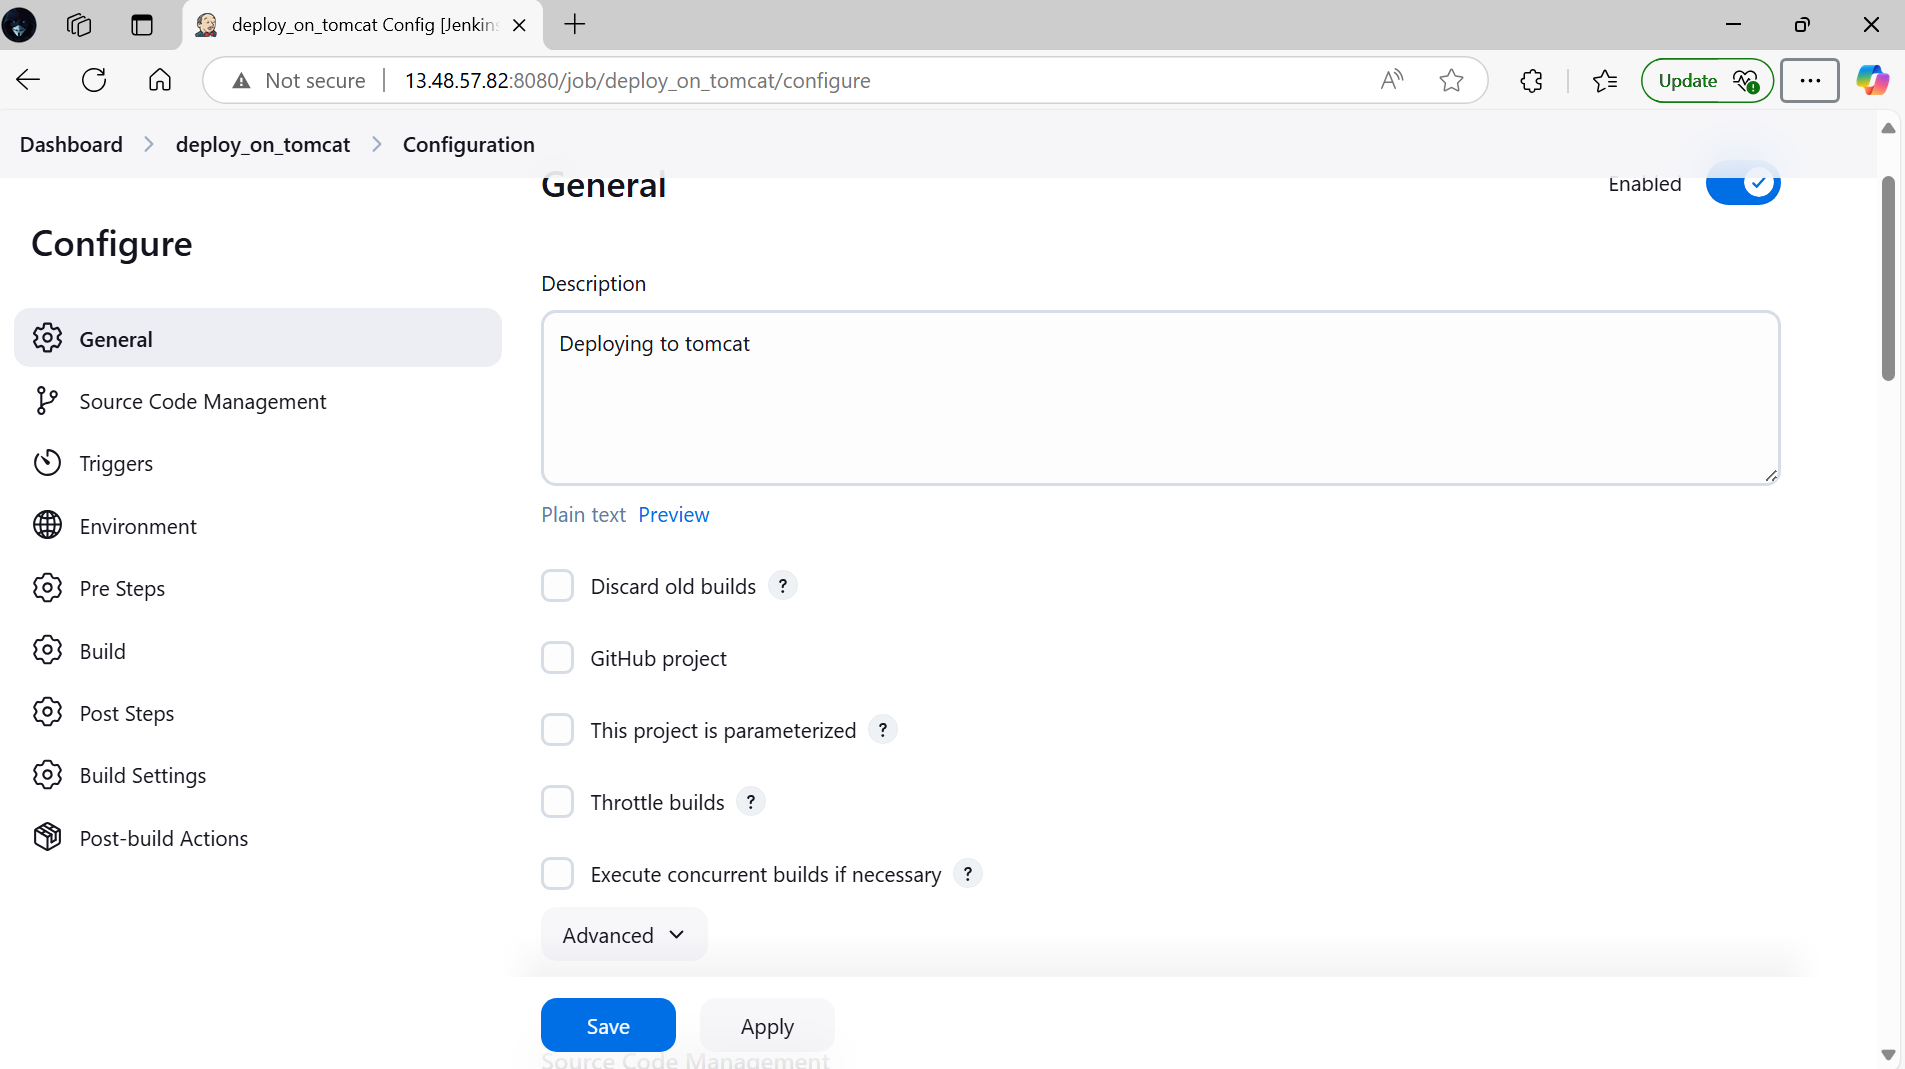 deploy_on_tomcat Config [Jenkins
Not secure 13.48.57.82:8080/job/deploy_on_tomcat/configure
Update
Dashboard deploy_on_tomcat Configuration
General
Enabled
Configure
General
Source Code Management
Triggers
Environment
Pre Steps
Build
Post Steps
Build Settings
Post-build Actions
Description
Deploying to tomcat
Plain text Preview
Discard old builds ?
GitHub project
This project is parameterized ?
Throttle builds ?
Execute concurrent builds if necessary ?
Advanced
Save Apply
Source Code Management